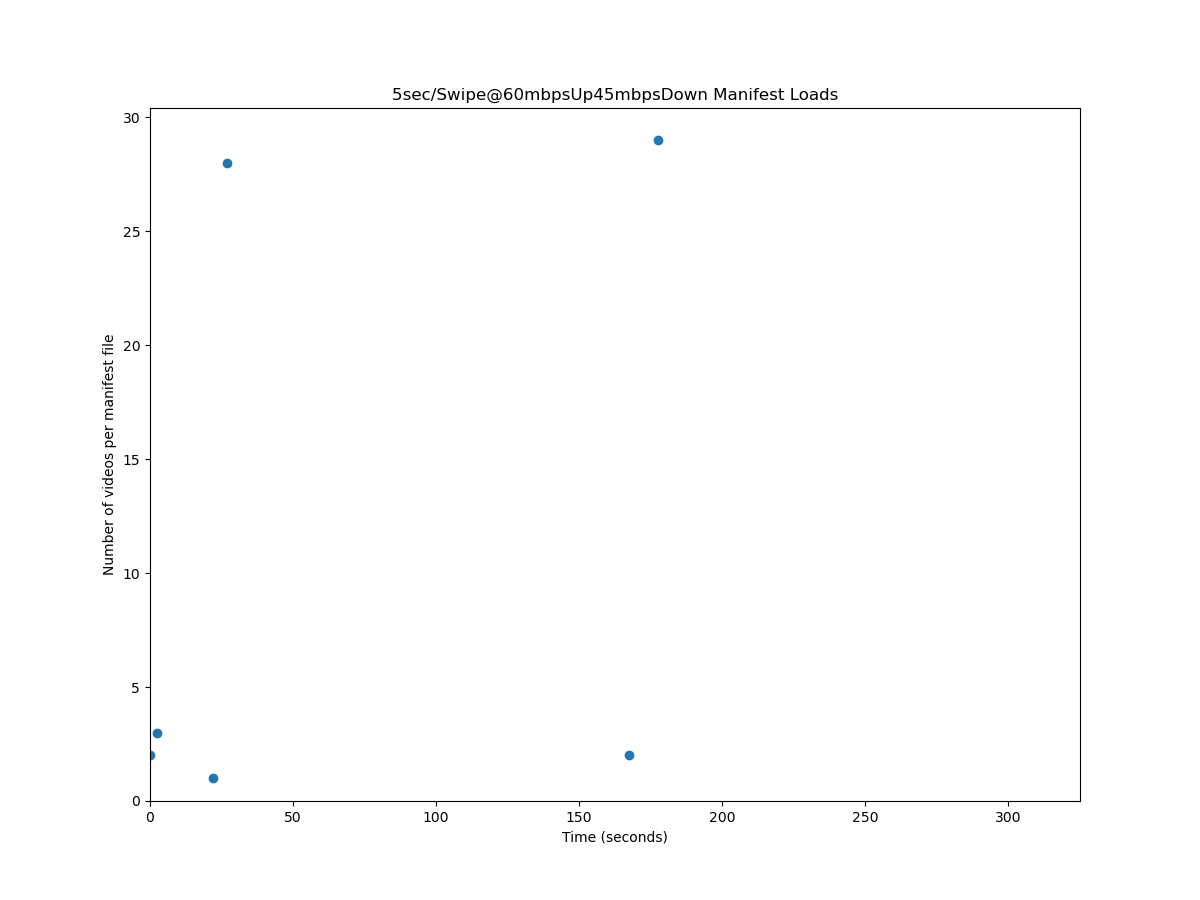 5sec/Swipe@60mbpsUp45mbpsDown Manifest Loads
30
25
20
15
10
5
0
Number of videos per manifest file
0 50 100 150 200 250 300
Time (seconds)